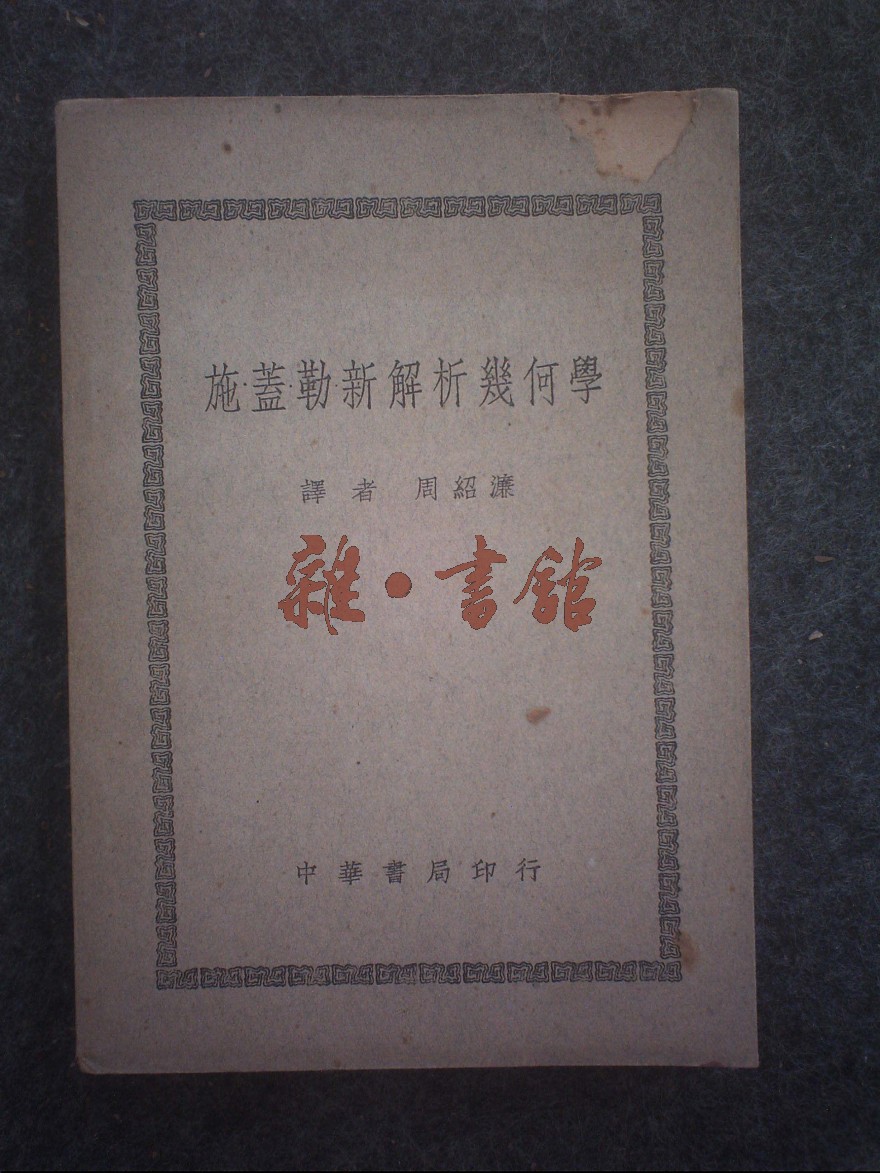 施·蓋·勒·新解析幾何學
譯者 周紹濂
雜·書舘
中華書局印行